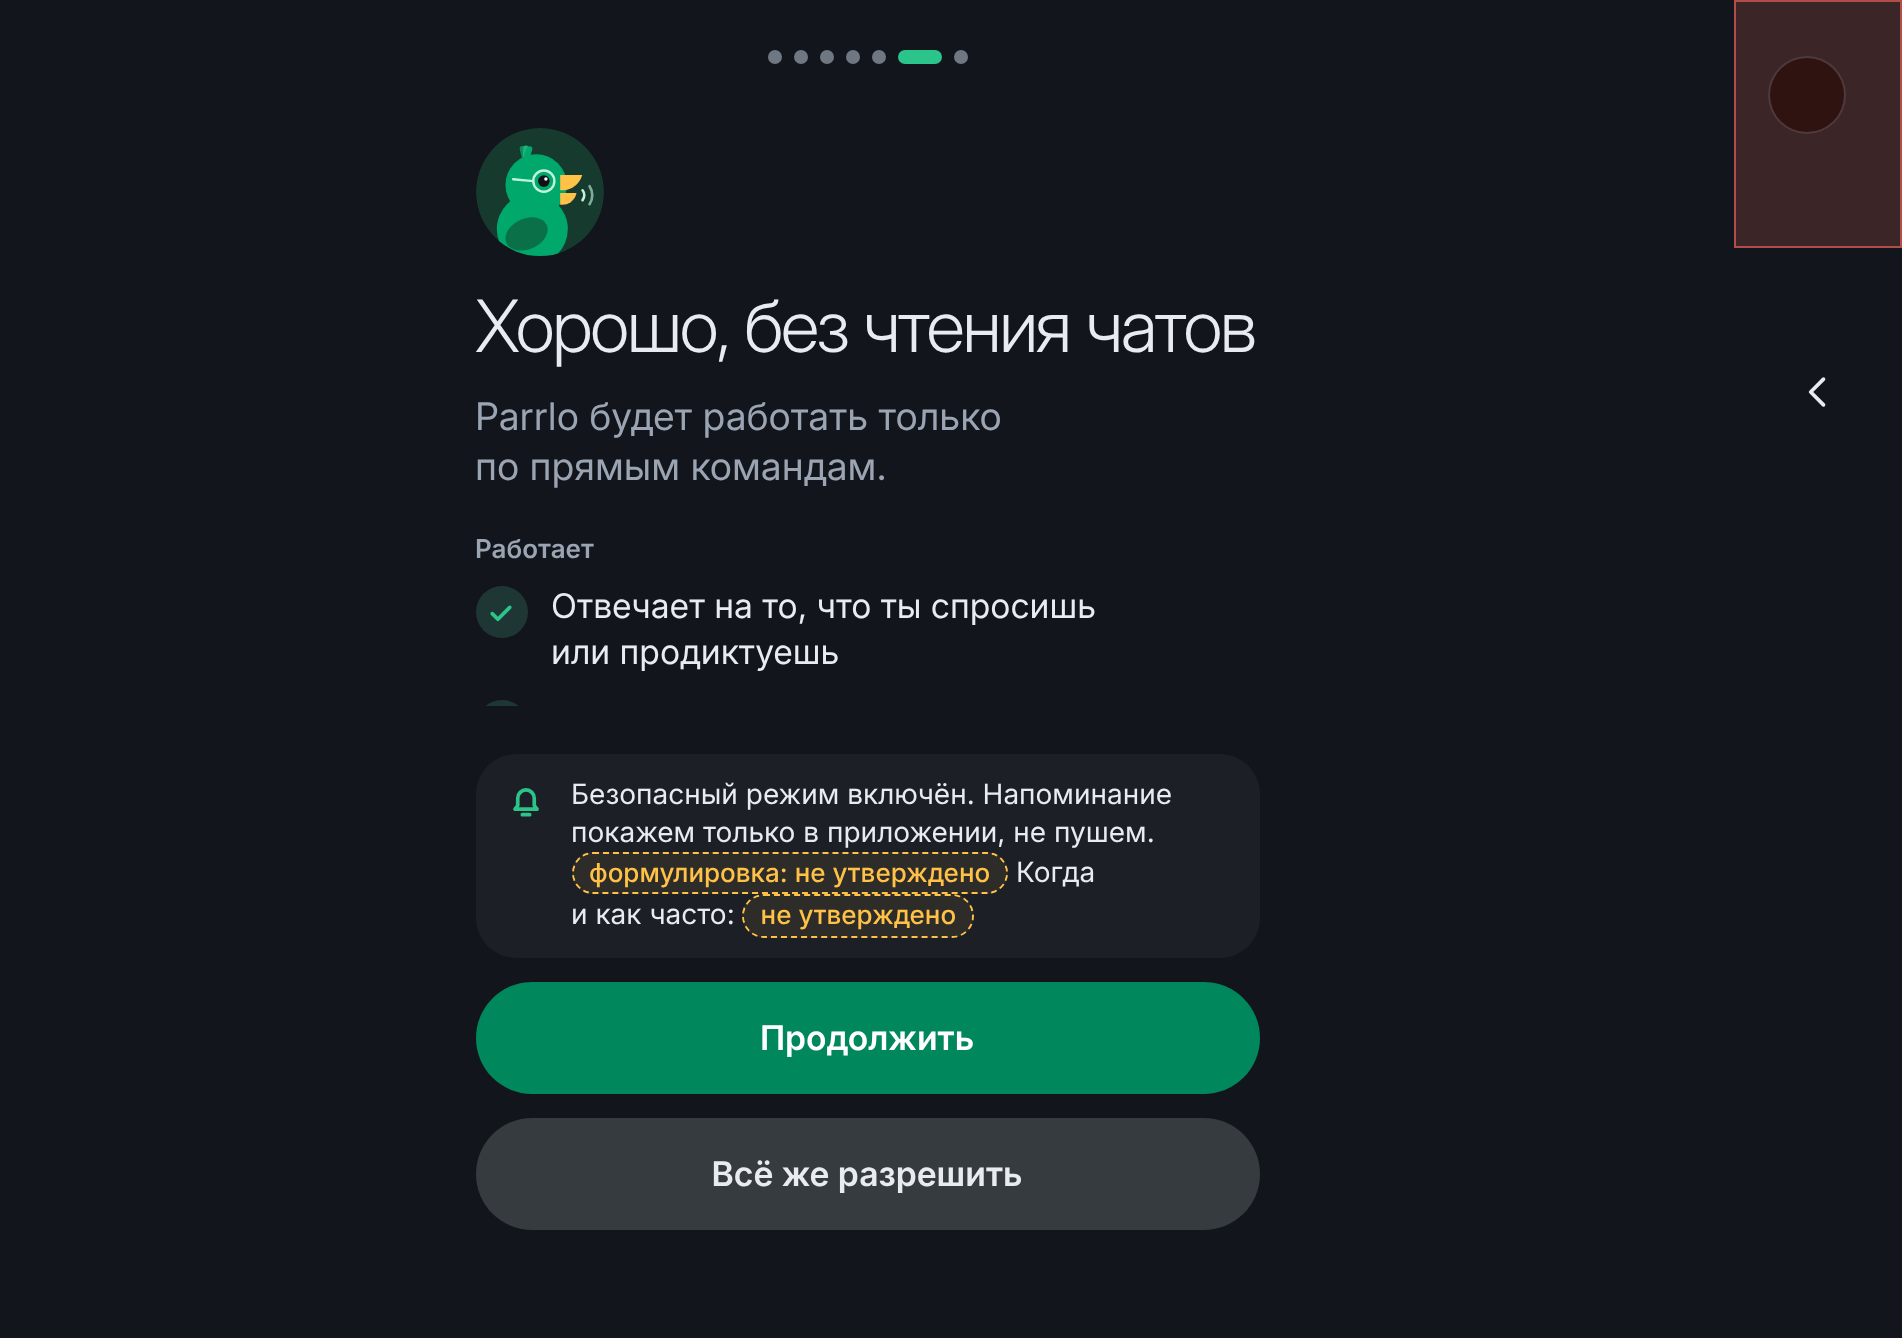 Хорошо, без чтения чатов
Parrlo будет работать только
по прямым командам.
Работает
Отвечает на то, что ты спросишь
или продиктуешь
Безопасный режим включён. Напоминание
покажем только в приложении, не пушем.
формулировка: не утверждено Когда
и как часто: не утверждено
Продолжить
Всё же разрешить